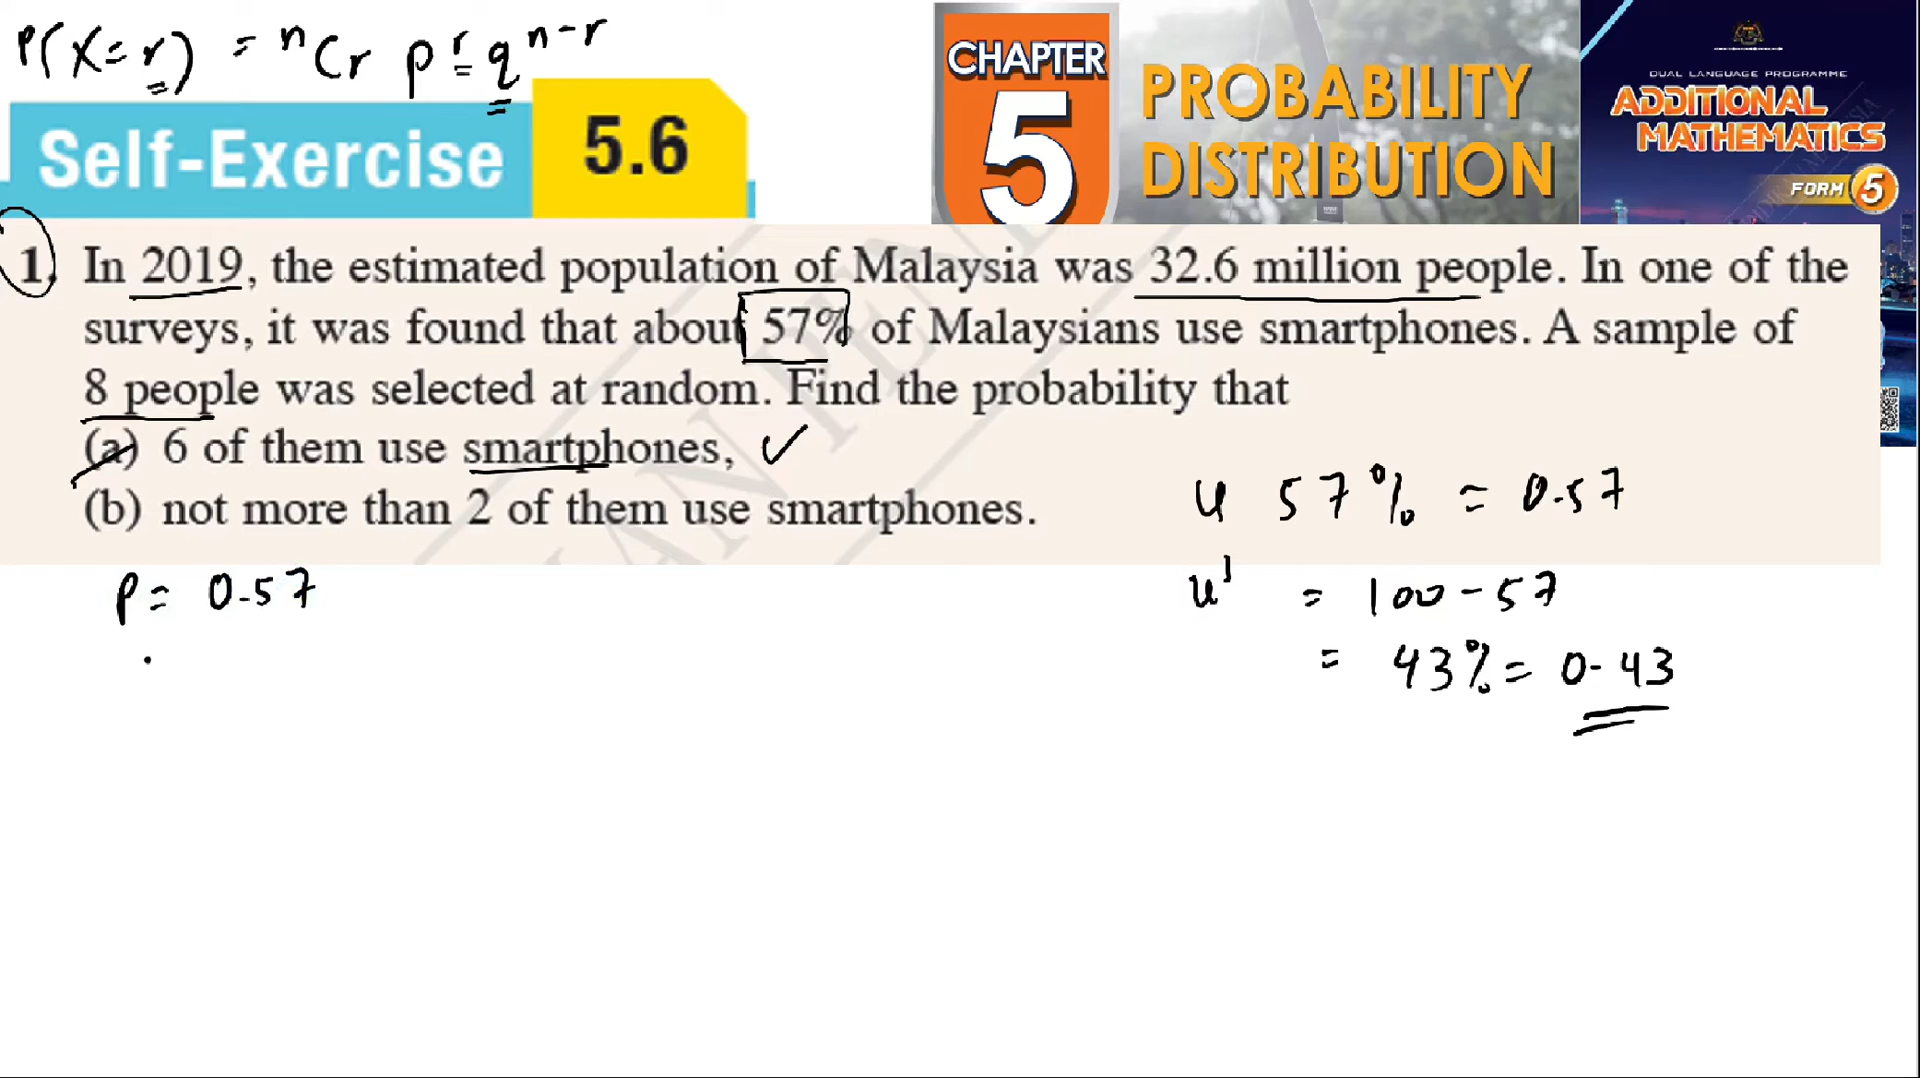 P(X=r) = nCr p^r q^n-r
CHAPTER 5
PROBABILITY
DISTRIBUTION
DUAL LANGUAGE PROGRAMME
ADDITIONAL
MATHEMATICS
FORM 5
Self-Exercise 5.6
1. In 2019, the estimated population of Malaysia was 32.6 million people. In one of the
surveys, it was found that about 57% of Malaysians use smartphones. A sample of
8 people was selected at random. Find the probability that
(a) 6 of them use smartphones, ✓
(b) not more than 2 of them use smartphones.
u 57% = 0.57
P = 0.57
u' = 100 - 57
= 43% = 0.43